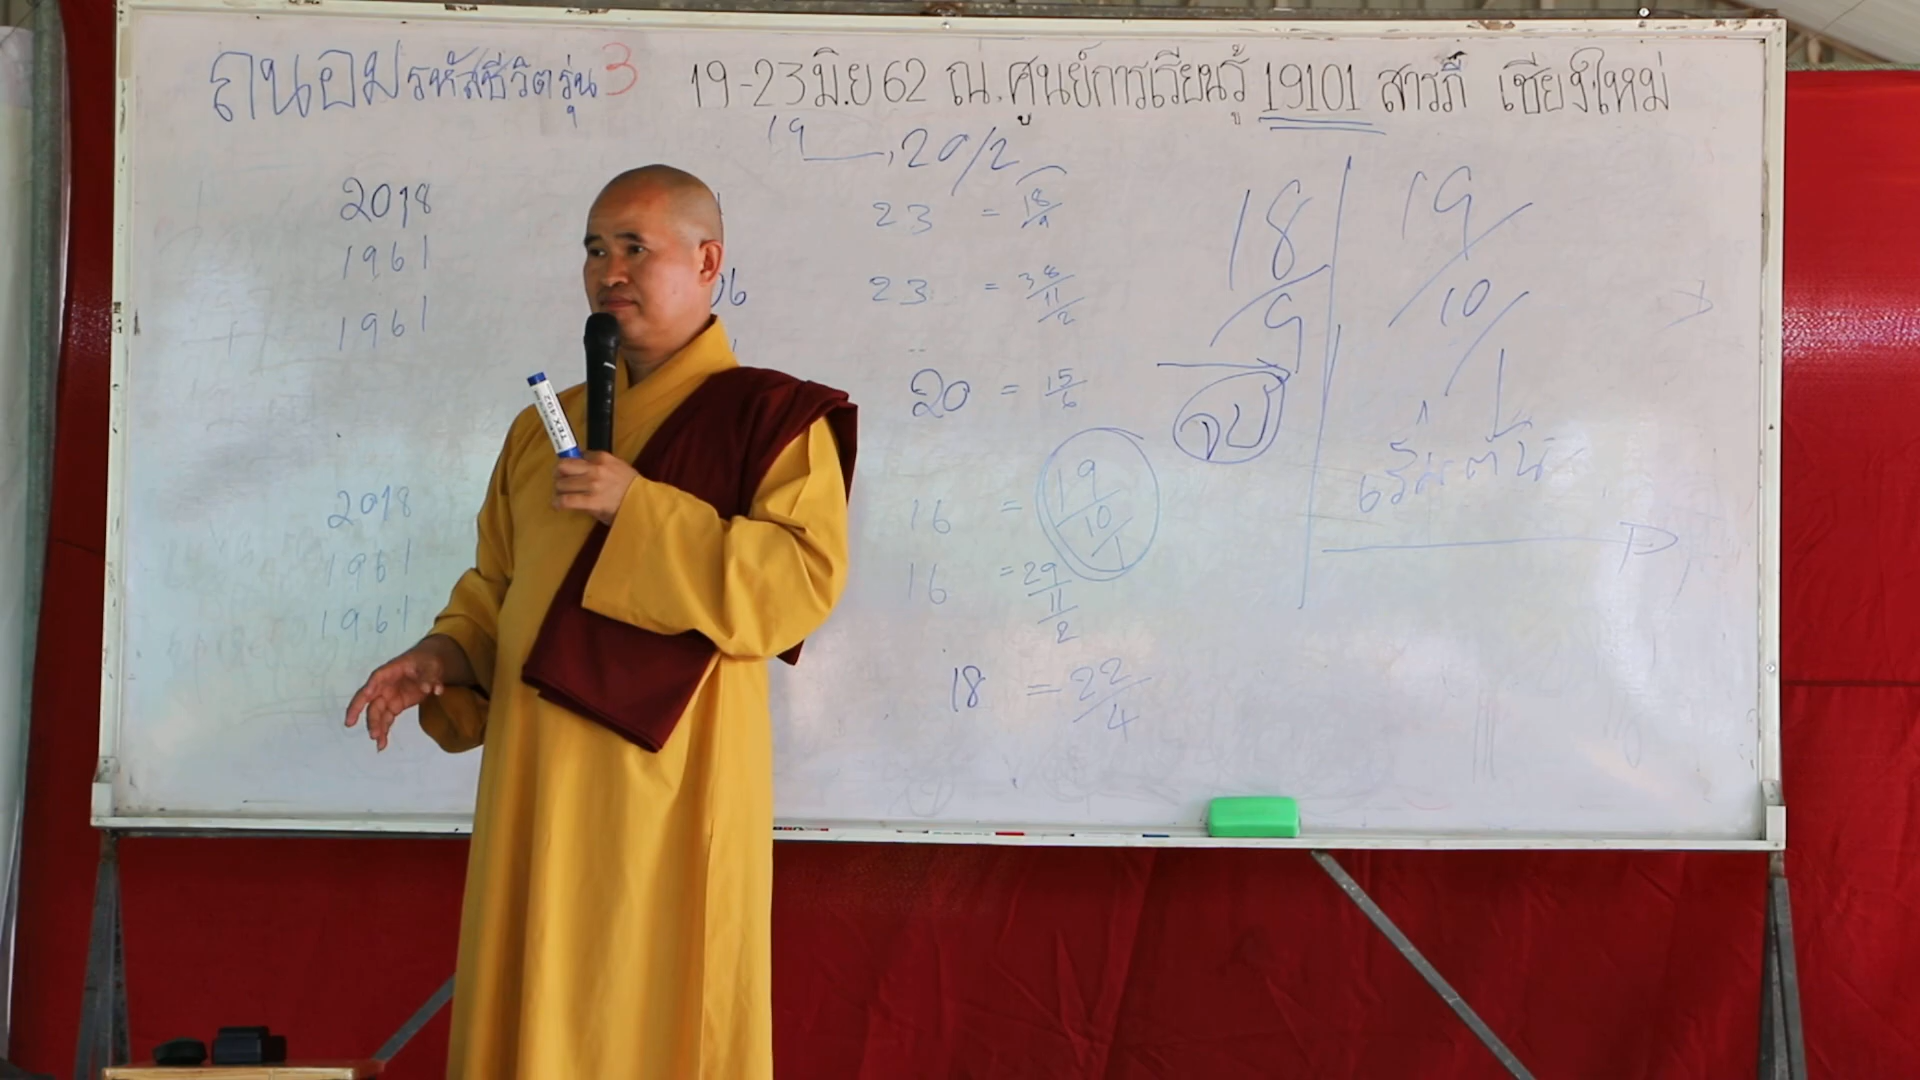 ถนอมรหัสชีวิตรุ่น 3 19-23 มิ.ย 62 ณ.ศูนย์การเรียนรู้ 19101 สารภี เชียงใหม่
19 , 20/2
2018 23 = 18/9
1961 06 23 = 38/11/2
1961 20 = 15/6
2018 16 = 19/10/1
1961 16 = 29/11/2
1961 18 = 22/4
18/9
จบ
19/10/1
เริ่มต้น
TEX 492